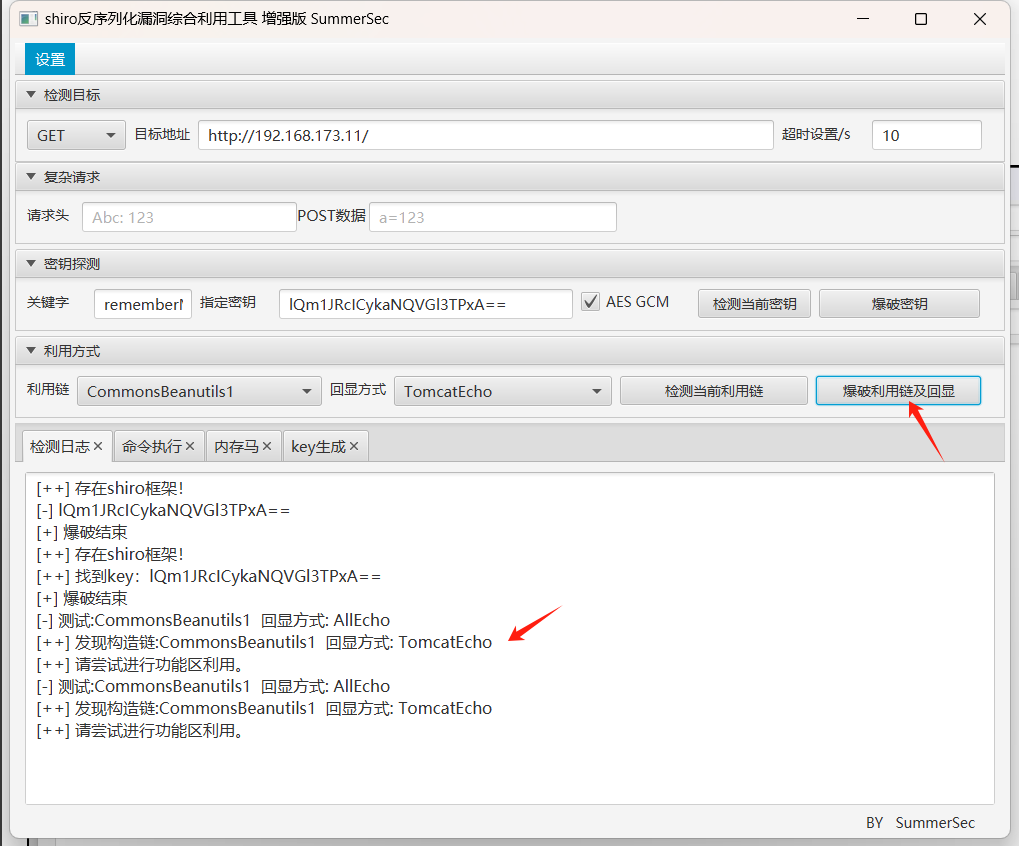 shiro反序列化漏洞综合利用工具 增强版 SummerSec
设置
检测目标
GET 目标地址 http://192.168.173.11/ 超时设置/s 10
复杂请求
请求头 Abc: 123 POST数据 a=123
密钥探测
关键字 remember 指定密钥 lQm1JRcICykaNQVGl3TPxA== AES GCM 检测当前密钥 爆破密钥
利用方式
利用链 CommonsBeanutils1 回显方式 TomcatEcho 检测当前利用链 爆破利用链及回显
检测日志 命令执行 内存马 key生成
[++] 存在shiro框架!
[-] lQm1JRcICykaNQVGl3TPxA==
[+] 爆破结束
[++] 存在shiro框架!
[++] 找到key：lQm1JRcICykaNQVGl3TPxA==
[+] 爆破结束
[-] 测试:CommonsBeanutils1 回显方式: AllEcho
[++] 发现构造链:CommonsBeanutils1 回显方式: TomcatEcho
[++] 请尝试进行功能区利用。
[-] 测试:CommonsBeanutils1 回显方式: AllEcho
[++] 发现构造链:CommonsBeanutils1 回显方式: TomcatEcho
[++] 请尝试进行功能区利用。
BY SummerSec